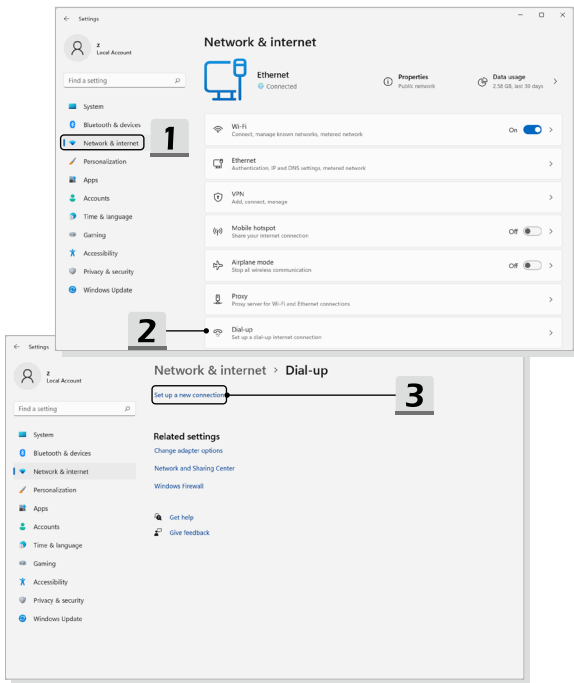 Settings
z
Local Account
Find a setting
System
Bluetooth & devices
Network & internet
Personalization
Apps
Accounts
Time & language
Gaming
Accessibility
Privacy & security
Windows Update
1
Network & internet
Ethernet
Connected
Properties
Public network
Data usage
2.58 GB, last 30 days
Wi-Fi
Connect, manage known networks, metered network
On
Ethernet
Authentication, IP and DNS settings, metered network
VPN
Add, connect, manage
Mobile hotspot
Share your internet connection
Off
Airplane mode
Stop all wireless communication
Off
Proxy
Proxy server for Wi-Fi and Ethernet connections
2
Dial-up
Set up a dial-up internet connection
Settings
z
Local Account
Find a setting
System
Bluetooth & devices
Network & internet
Personalization
Apps
Accounts
Time & language
Gaming
Accessibility
Privacy & security
Windows Update
Network & internet > Dial-up
Set up a new connection
3
Related settings
Change adapter options
Network and Sharing Center
Windows Firewall
Get help
Give feedback